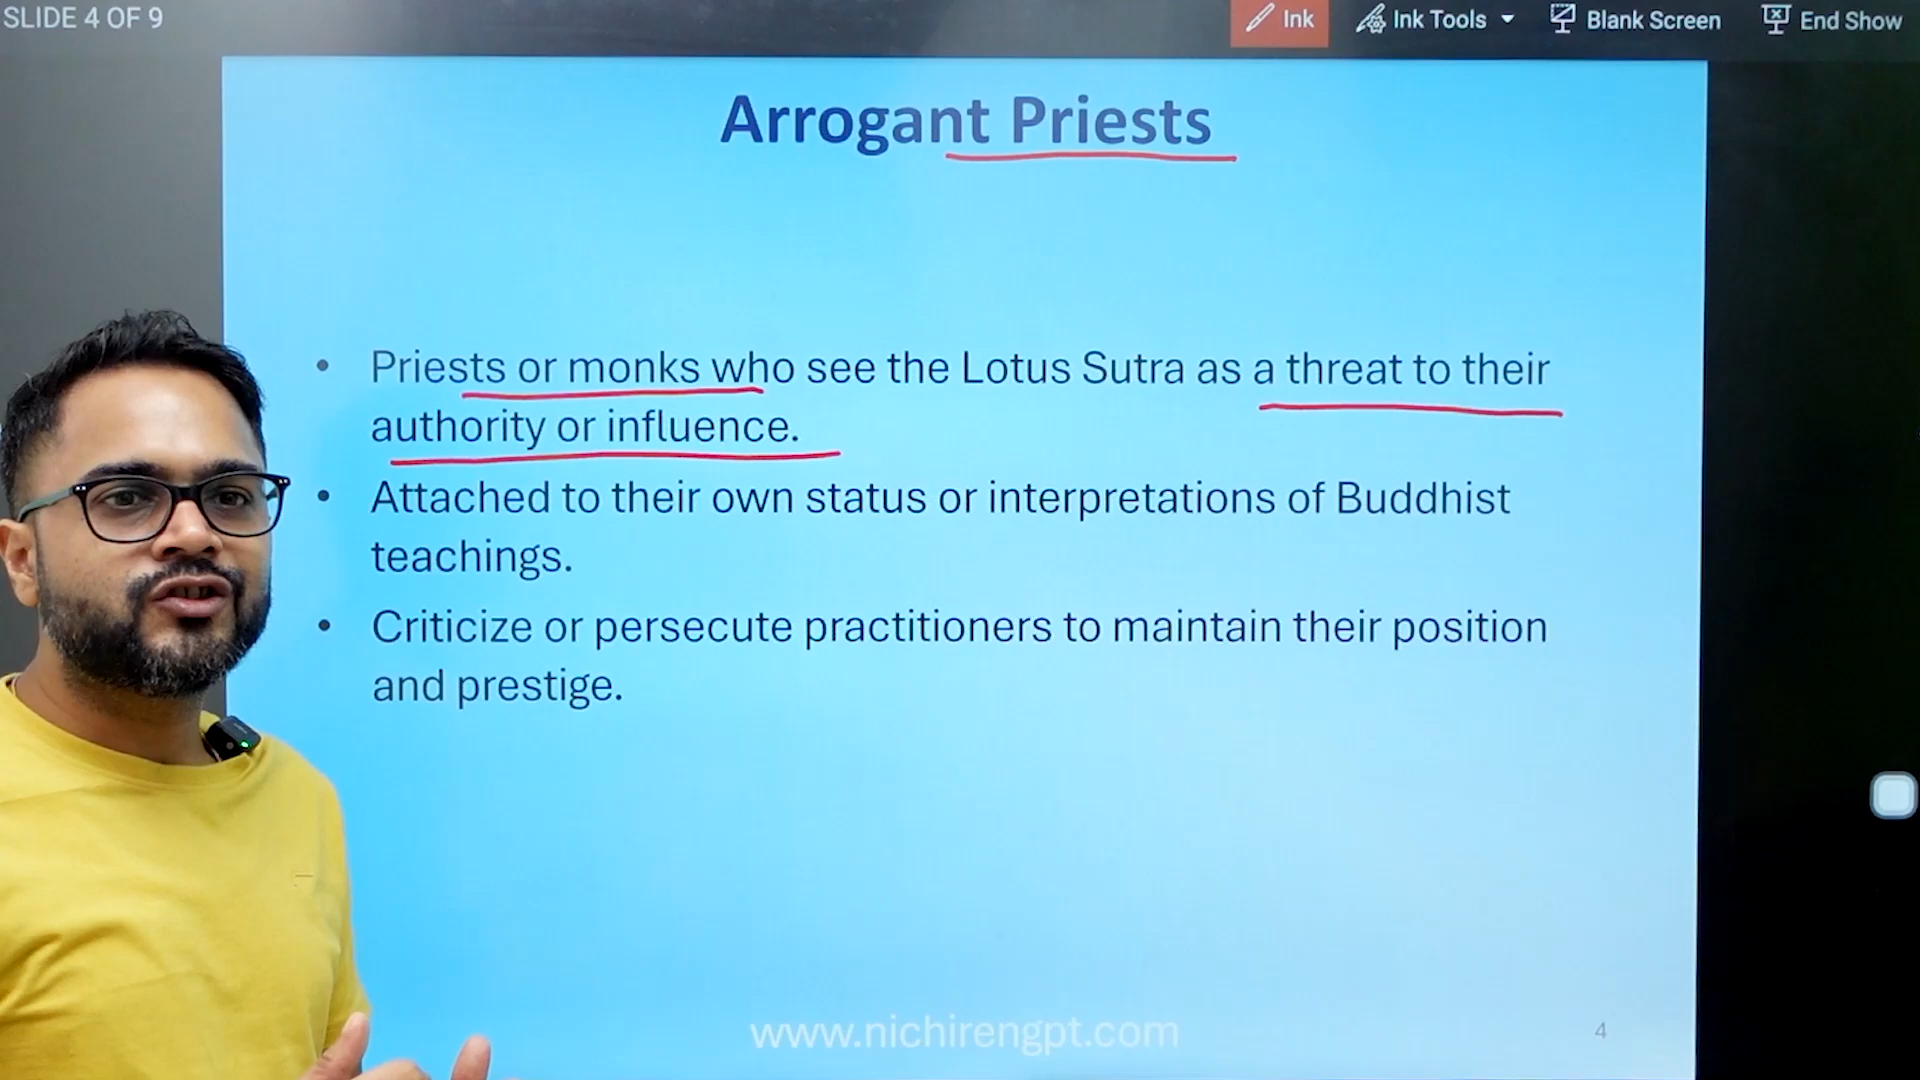 SLIDE 4 OF 9
Ink
Ink Tools
Blank Screen
End Show
Arrogant Priests
• Priests or monks who see the Lotus Sutra as a threat to their
authority or influence.
• Attached to their own status or interpretations of Buddhist
teachings.
• Criticize or persecute practitioners to maintain their position
and prestige.
www.nichirengpt.com
4